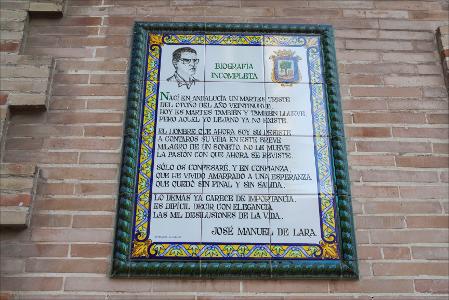 BIOGRAFÍA
INCOMPLETA
NACÍ EN ANDALUCÍA UN MARTES TRISTE
DEL OTOÑO DEL AÑO VEINTINUEVE.
HOY ES MARTES TAMBIÉN Y TAMBIÉN LLUEVE,
PERO AQUEL YO LEJANO YA NO EXISTE.
EL HOMBRE QUE AHORA SOY SE RESISTE
A CONTAROS SU VIDA EN ESTE BREVE
MILAGRO DE UN SONETO. NO LE MUEVE
LA PASIÓN CON QUE AHORA SE REVISTE.
SÓLO OS CONFESARÉ, Y EN CONFIANZA,
QUE HE VIVIDO AMARRADO A UNA ESPERANZA
QUE QUEDÓ SIN FINAL Y SIN SALIDA.
LO DEMÁS YA CARECE DE IMPORTANCIA,
ES DIFÍCIL DECIR CON ELEGANCIA
LAS MIL DESILUSIONES DE LA VIDA.
JOSÉ MANUEL DE LARA.